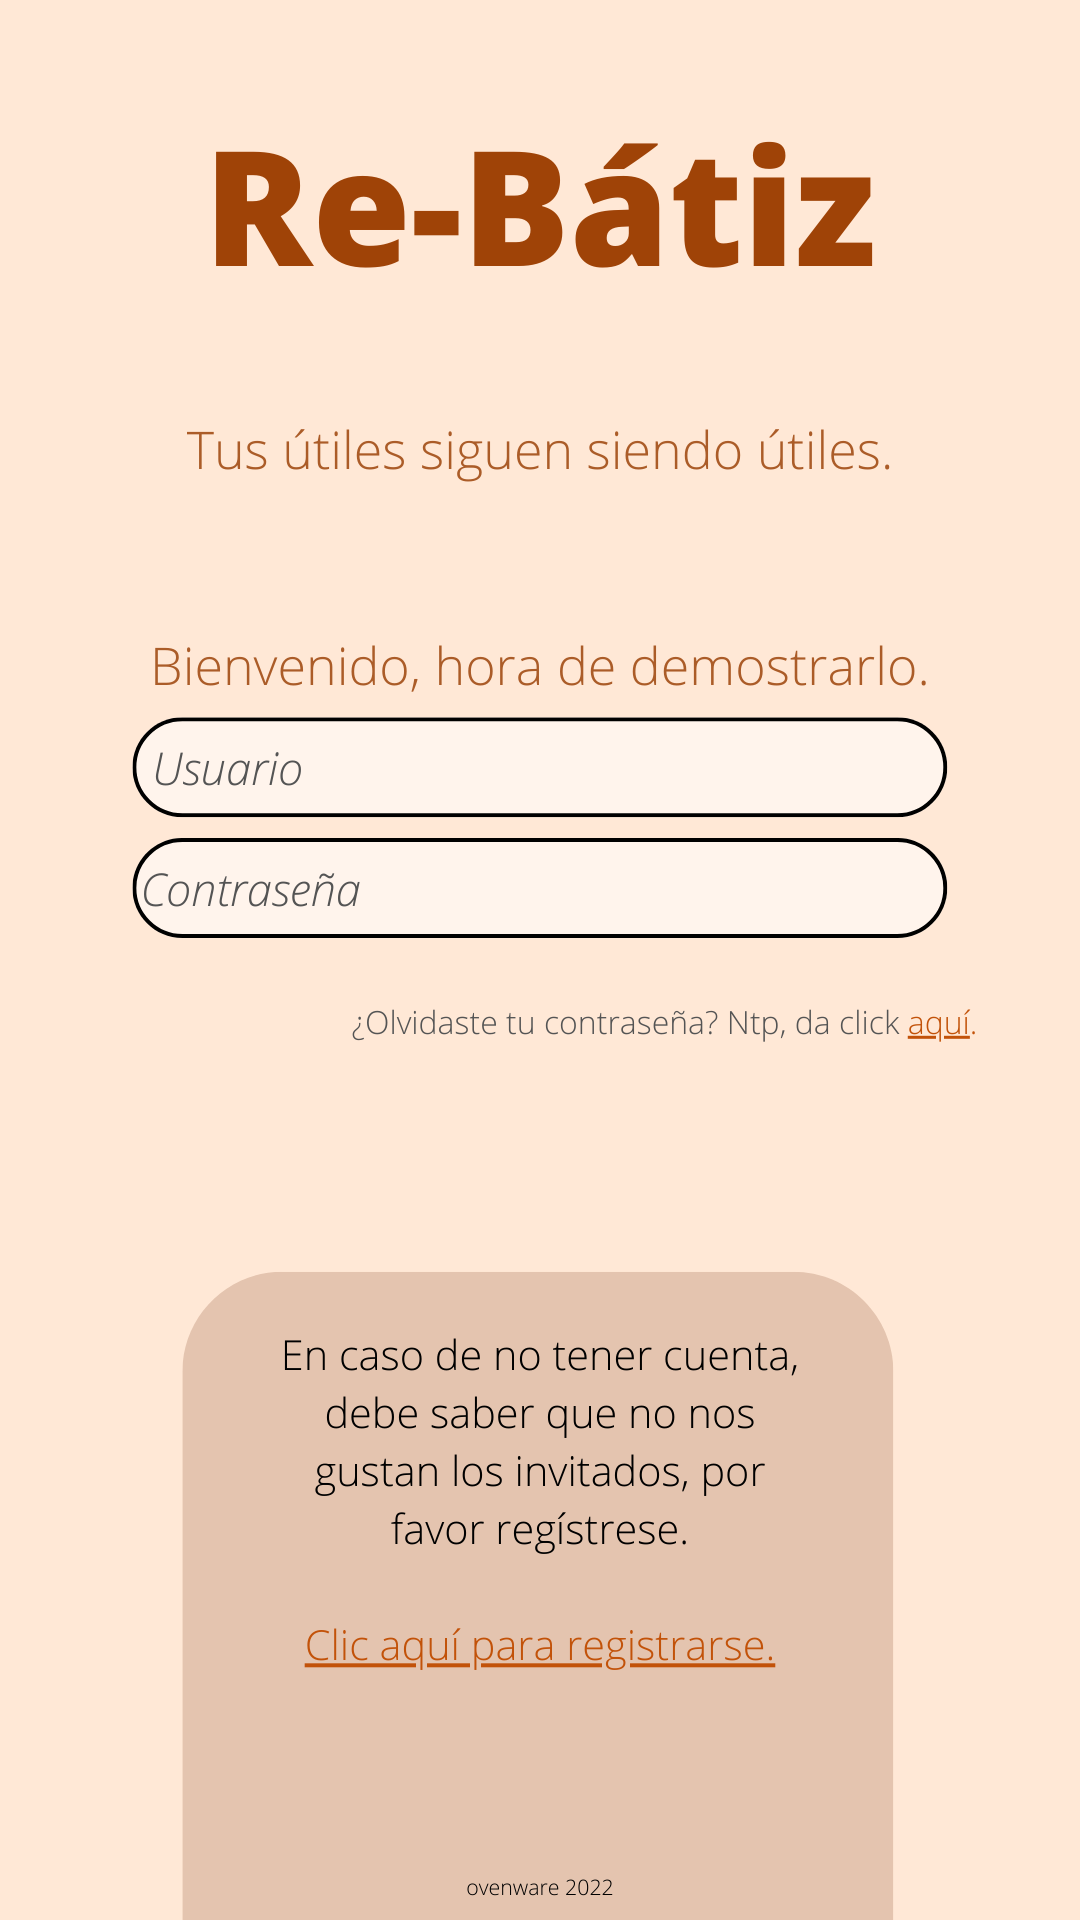 Re-Bátiz
Tus útiles siguen siendo útiles.
Bienvenido, hora de demostrarlo.
Usuario
Contraseña
¿Olvidaste tu contraseña? Ntp, da click aquí.
En caso de no tener cuenta,
debe saber que no nos
gustan los invitados, por
favor regístrese.
Clic aquí para registrarse.
ovenware 2022